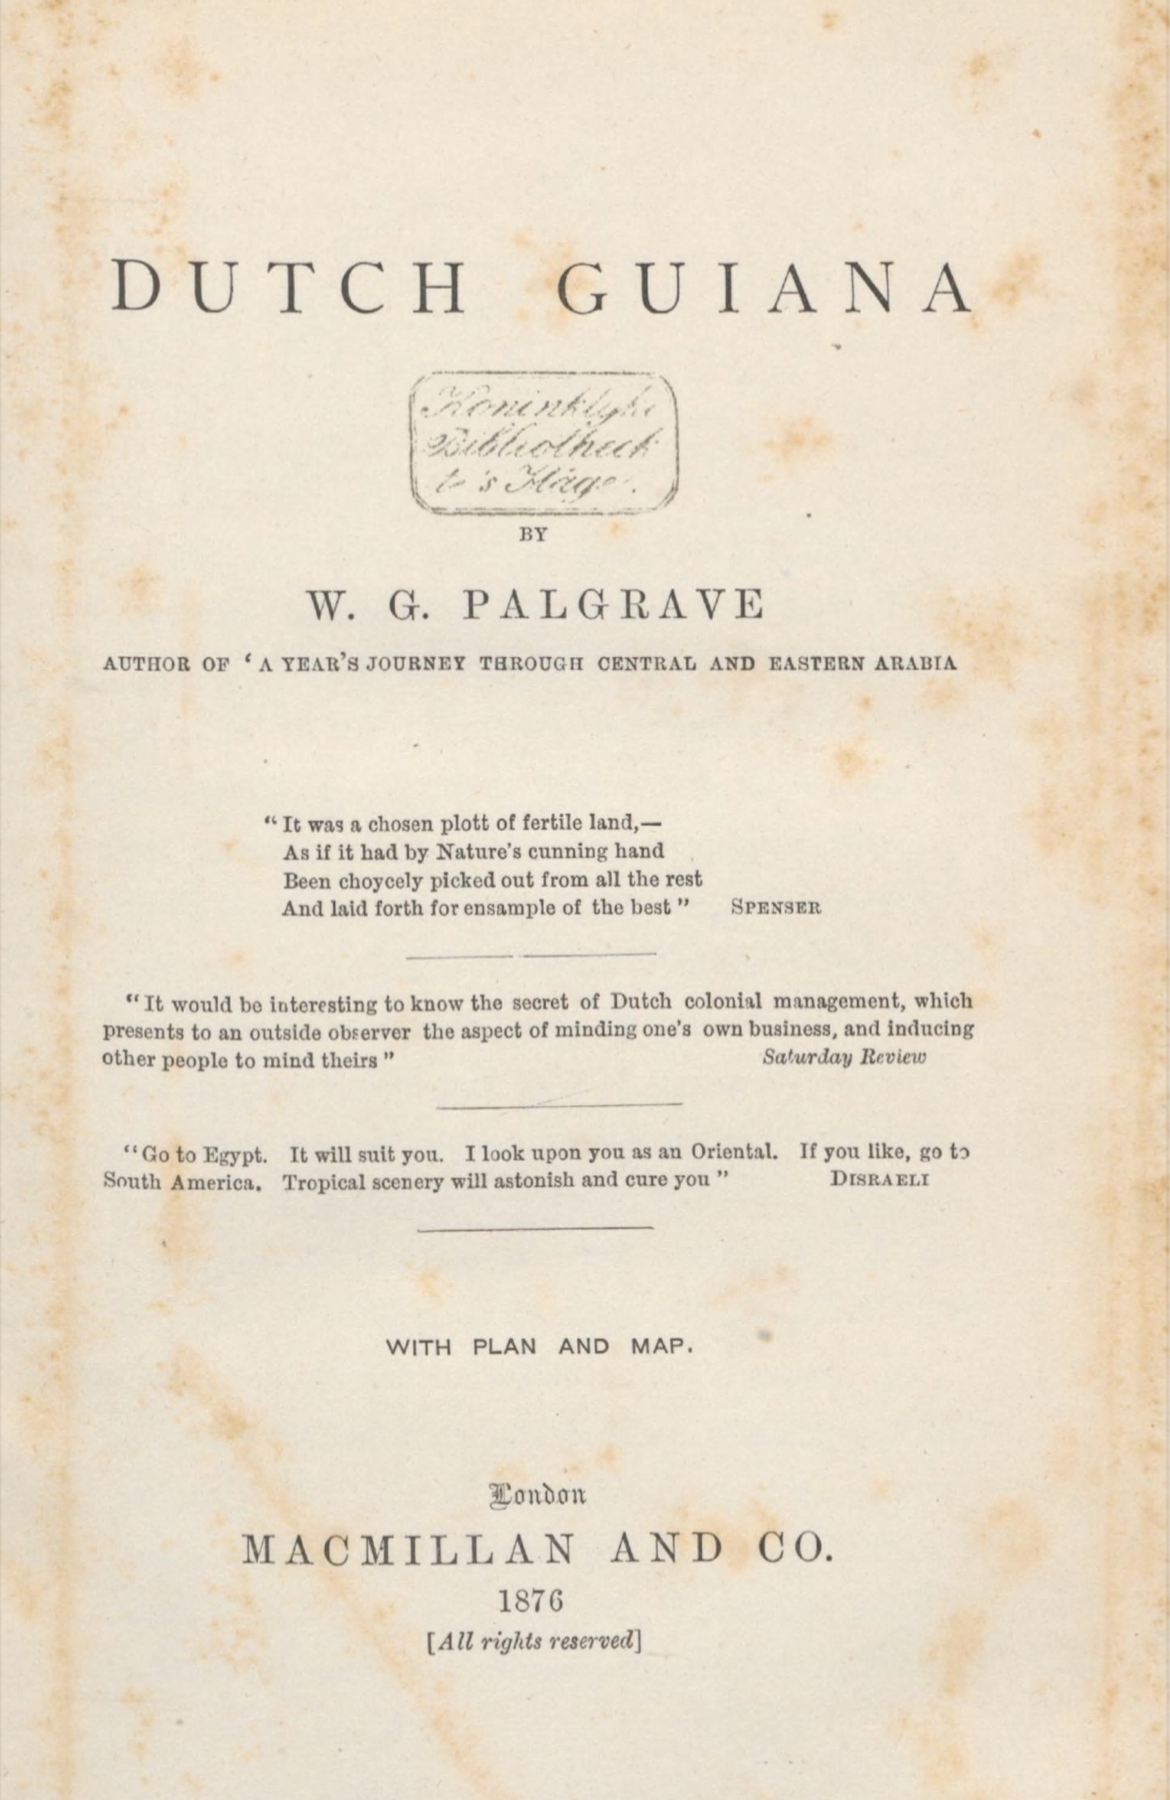 DUTCH GUIANA
Koninklyke
Bibliotheek
te 's Hage.
BY
W. G. PALGRAVE
AUTHOR OF ‘A YEAR’S JOURNEY THROUGH CENTRAL AND EASTERN ARABIA
“It was a chosen plott of fertile land,—
As if it had by Nature’s cunning hand
Been choycely picked out from all the rest
And laid forth for ensample of the best” SPENSER
“It would be interesting to know the secret of Dutch colonial management, which
presents to an outside observer the aspect of minding one’s own business, and inducing
other people to mind theirs” Saturday Review
“Go to Egypt. It will suit you. I look upon you as an Oriental. If you like, go to
South America. Tropical scenery will astonish and cure you” DISRAELI
WITH PLAN AND MAP.
London
MACMILLAN AND CO.
1876
[All rights reserved]